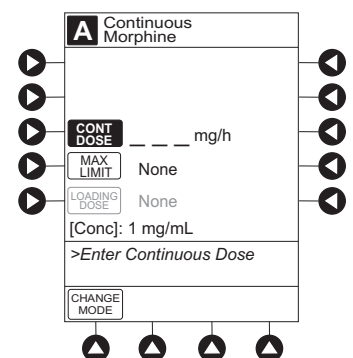 A Continuous
Morphine
CONT
DOSE _ _ _ mg/h
MAX
LIMIT None
LOADING
DOSE None
[Conc]: 1 mg/mL
>Enter Continuous Dose
CHANGE
MODE